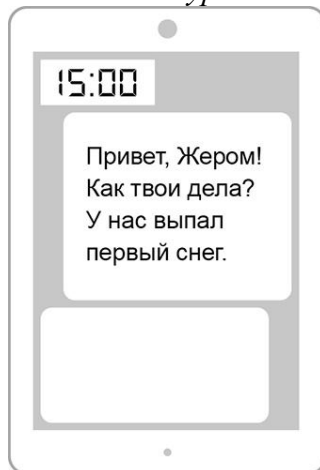 15:00
Привет, Жером!
Как твои дела?
У нас выпал
первый снег.